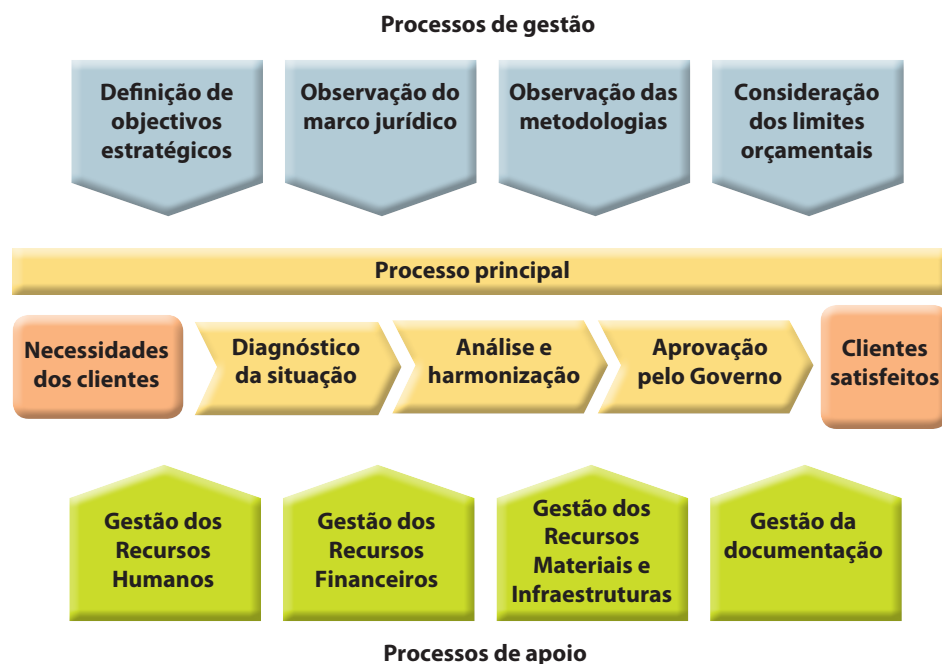 Processos de gestão
Definição de
objectivos
estratégicos
Observação do
marco jurídico
Observação das
metodologias
Consideração
dos limites
orçamentais
Processo principal
Necessidades
dos clientes
Diagnóstico
da situação
Análise e
harmonização
Aprovação
pelo Governo
Clientes
satisfeitos
Gestão dos
Recursos
Humanos
Gestão dos
Recursos
Financeiros
Gestão dos
Recursos
Materiais e
Infraestruturas
Gestão da
documentação
Processos de apoio